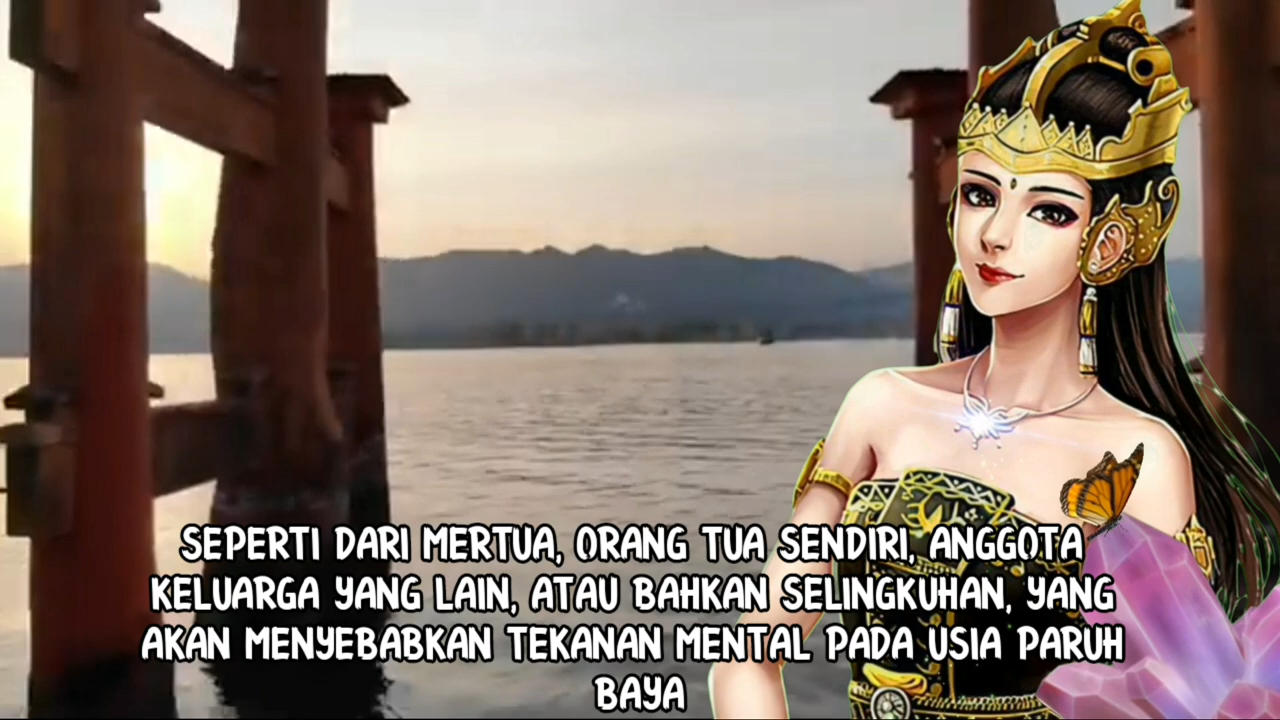 SEPERTI DARI MERTUA, ORANG TUA SENDIRI, ANGGOTA
KELUARGA YANG LAIN, ATAU BAHKAN SELINGKUHAN, YANG
AKAN MENYEBABKAN TEKANAN MENTAL PADA USIA PARUH
BAYA